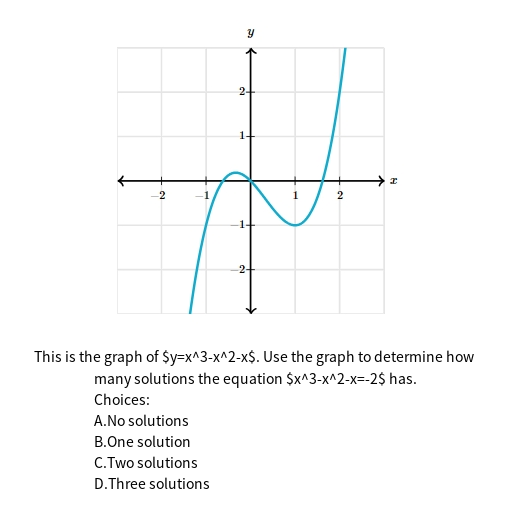 y
2
1
x
−2
−1
1
2
−1
−2
This is the graph of $y=x^3-x^2-x$. Use the graph to determine how
many solutions the equation $x^3-x^2-x=-2$ has.
Choices:
A.No solutions
B.One solution
C.Two solutions
D.Three solutions